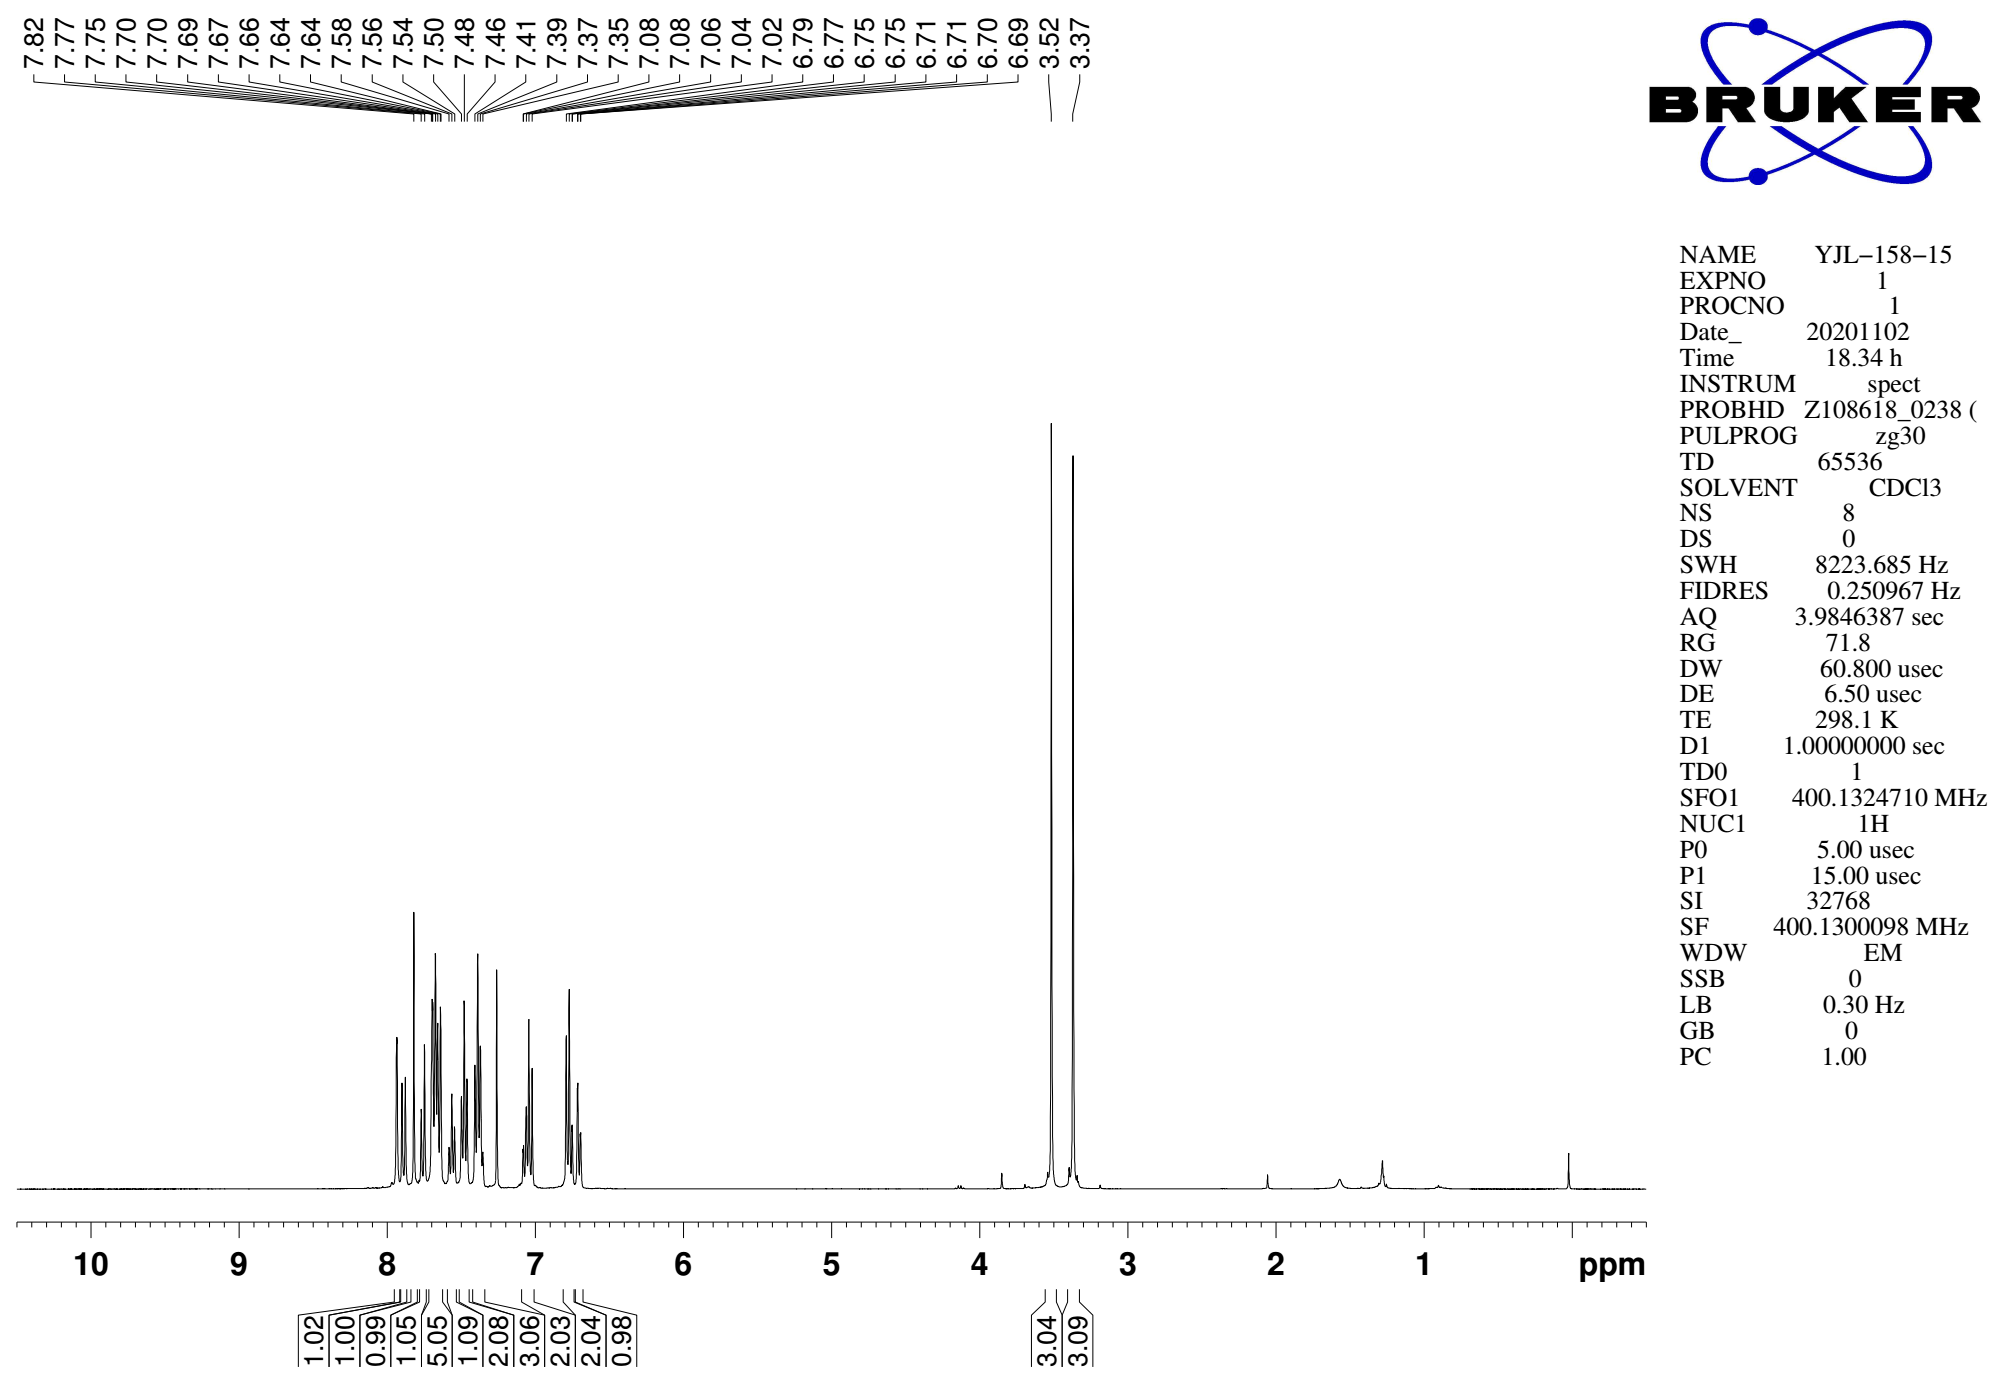 7.82 7.77 7.75 7.70 7.70 7.69 7.67 7.66 7.64 7.64 7.58 7.56 7.54 7.50 7.48 7.46 7.41 7.39 7.37 7.35 7.08 7.08 7.06 7.04 7.02 6.79 6.77 6.75 6.75 6.71 6.71 6.70 6.69 3.52 3.37
BRUKER
NAME YJL−158−15
EXPNO 1
PROCNO 1
Date_ 20201102
Time 18.34 h
INSTRUM spect
PROBHD Z108618_0238 (
PULPROG zg30
TD 65536
SOLVENT CDCl3
NS 8
DS 0
SWH 8223.685 Hz
FIDRES 0.250967 Hz
AQ 3.9846387 sec
RG 71.8
DW 60.800 usec
DE 6.50 usec
TE 298.1 K
D1 1.00000000 sec
TD0 1
SFO1 400.1324710 MHz
NUC1 1H
P0 5.00 usec
P1 15.00 usec
SI 32768
SF 400.1300098 MHz
WDW EM
SSB 0
LB 0.30 Hz
GB 0
PC 1.00
10 9 8 7 6 5 4 3 2 1 ppm
1.02 1.00 0.99 1.05 5.05 1.09 2.08 3.06 2.03 2.04 0.98 3.04 3.09